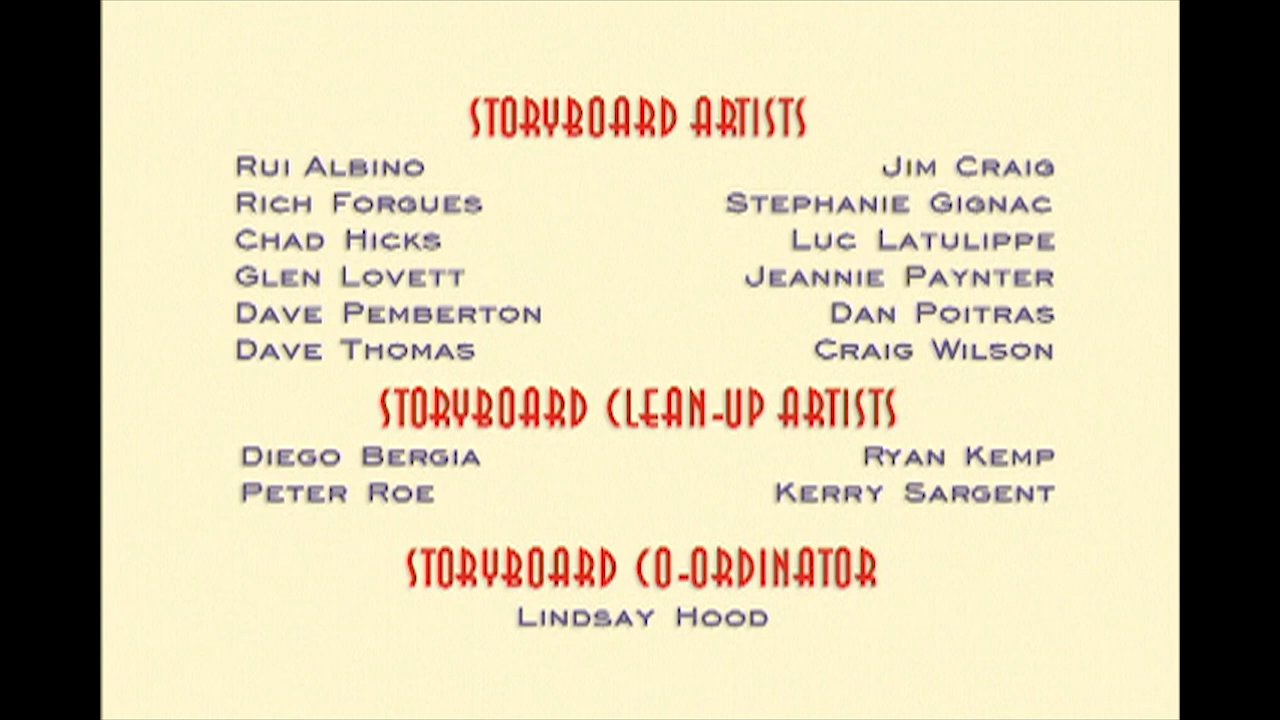 STORYBOARD ARTISTS
RUI ALBINO JIM CRAIG
RICH FORGUES STEPHANIE GIGNAC
CHAD HICKS LUC LATULIPPE
GLEN LOVETT JEANNIE PAYNTER
DAVE PEMBERTON DAN POITRAS
DAVE THOMAS CRAIG WILSON
STORYBOARD CLEAN-UP ARTISTS
DIEGO BERGIA RYAN KEMP
PETER ROE KERRY SARGENT
STORYBOARD CO-ORDINATOR
LINDSAY HOOD